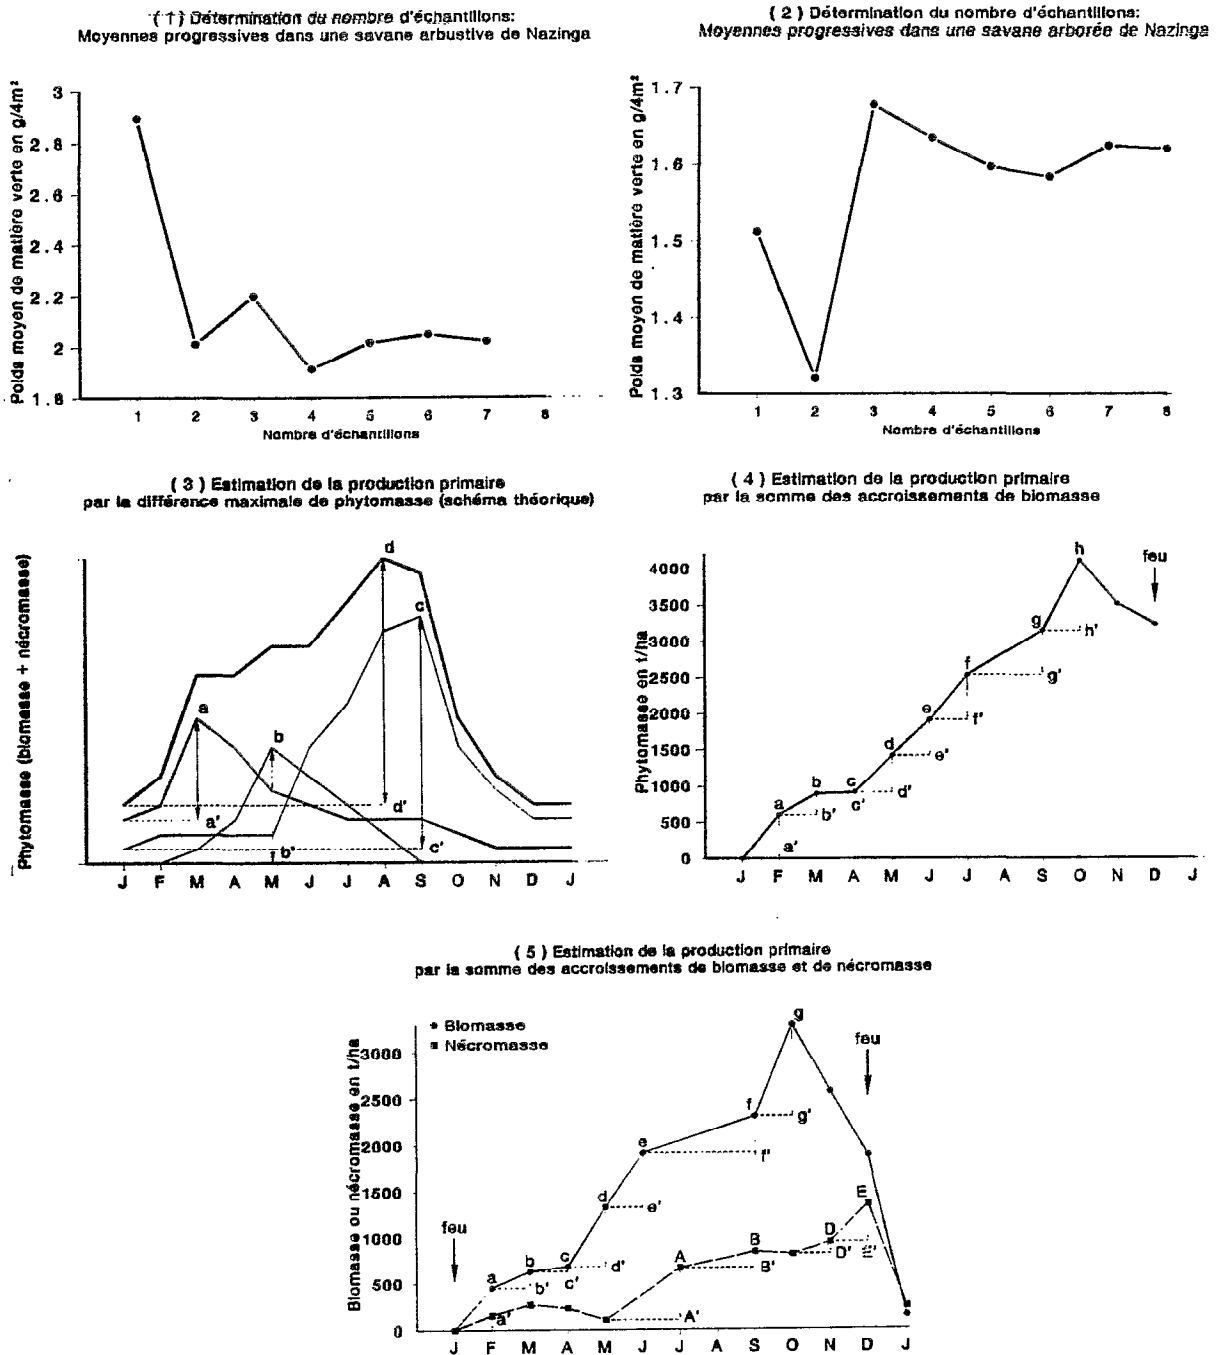 ( 1 ) Détermination du nombre d'échantillons:
Moyennes progressives dans une savane arbustive de Nazinga
Poids moyen de matière verte en g/4m²
3
2.8
2.6
2.4
2.2
2
1.8
1 2 3 4 5 6 7 8
Nombre d'échantillons
( 2 ) Détermination du nombre d'échantillons:
Moyennes progressives dans une savane arborée de Nazinga
Poids moyen de matière verte en g/4m²
1.7
1.6
1.5
1.4
1.3
1 2 3 4 5 6 7 8
Nombre d'échantillons
( 3 ) Estimation de la production primaire
par la différence maximale de phytomasse (schéma théorique)
Phytomasse (biomasse + nécromasse)
d
c
a
b
d'
a'
b'
c'
J F M A M J J A S O N D J
( 4 ) Estimation de la production primaire
par la somme des accroissements de biomasse
Phytomasse en t/ha
4000
3500
3000
2500
2000
1500
1000
500
0
h
feu
g
h'
f
g'
e
f'
d
e'
b
c
d'
a
b'
c'
a'
J F M A M J J A S O N D J
( 5 ) Estimation de la production primaire
par la somme des accroissements de biomasse et de nécromasse
Biomasse ou nécromasse en t/ha
Biomasse
Nécromasse
3000
2500
2000
1500
1000
500
0
g
feu
f
g'
e
f'
d
e'
E
feu
D
B
A
D'
E'
b
c
d'
B'
a
b'
c'
a'
A'
J F M A M J J A S O N D J